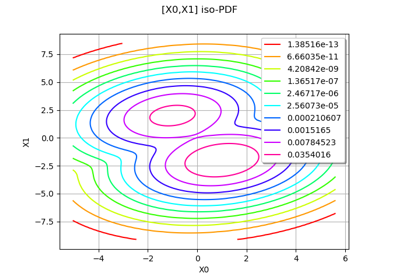 [X0,X1] iso-PDF
X1
7.5
5.0
2.5
0.0
−2.5
−5.0
−7.5
1.38516e-13
6.66035e-11
4.20842e-09
1.36517e-07
2.46717e-06
2.56073e-05
0.000210607
0.0015165
0.00784523
0.0354016
−4
−2
0
2
4
6
X0